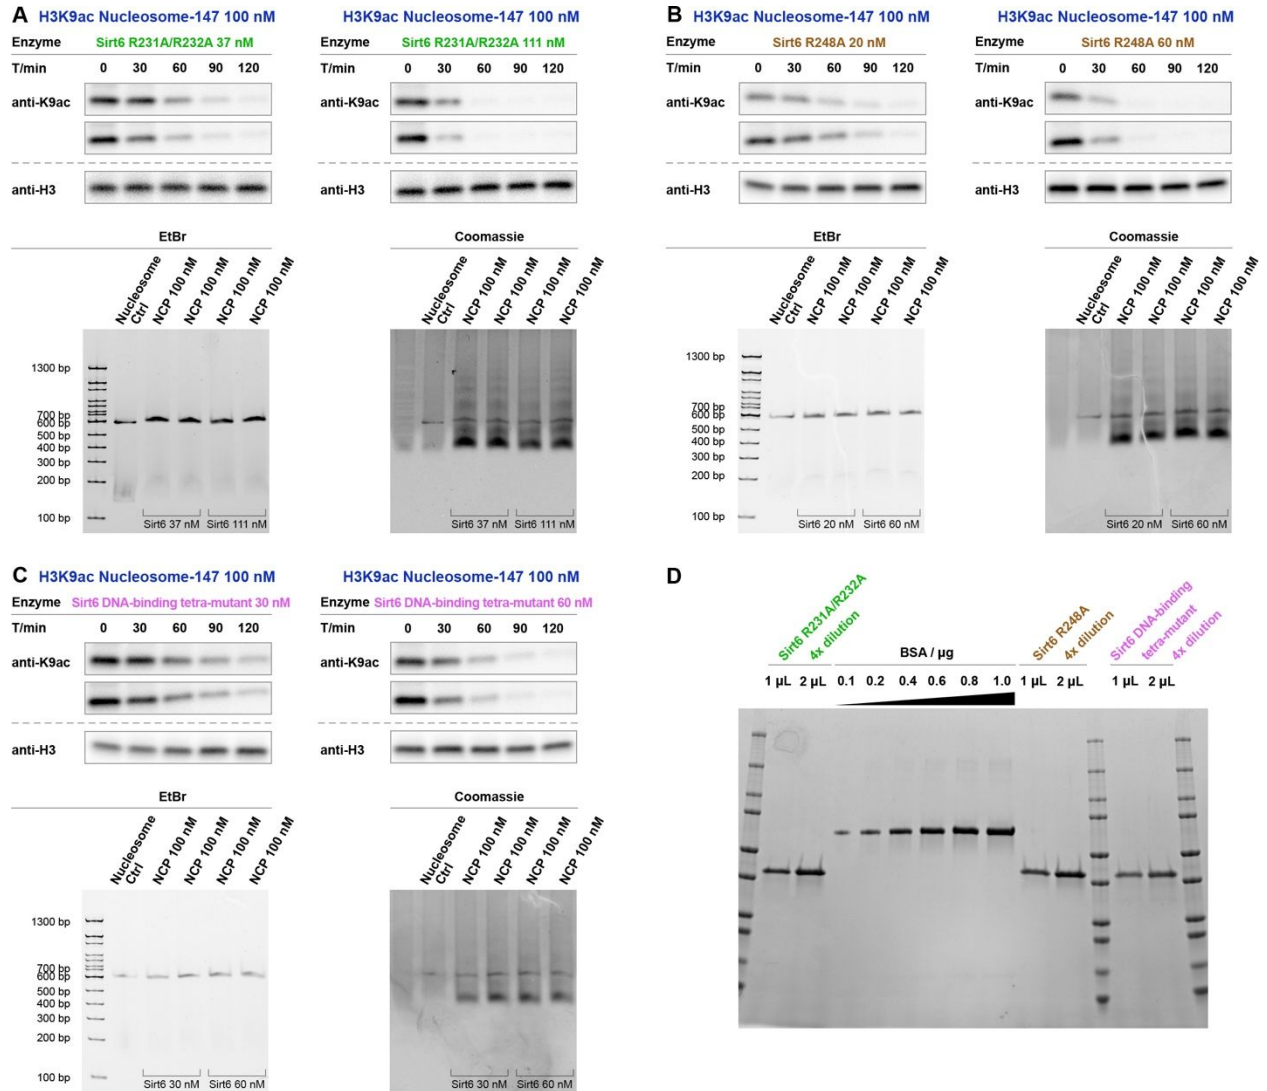 A
H3K9ac Nucleosome-147 100 nM
Enzyme Sirt6 R231A/R232A 37 nM
T/min 0 30 60 90 120
anti-K9ac
anti-H3
H3K9ac Nucleosome-147 100 nM
Enzyme Sirt6 R231A/R232A 111 nM
T/min 0 30 60 90 120
anti-K9ac
anti-H3
EtBr
Nucleosome
Ctrl
NCP 100 nM
NCP 100 nM
NCP 100 nM
NCP 100 nM
1300 bp
700 bp
600 bp
500 bp
400 bp
300 bp
200 bp
100 bp
Sirt6 37 nM Sirt6 111 nM
Coomassie
Nucleosome
Ctrl
NCP 100 nM
NCP 100 nM
NCP 100 nM
NCP 100 nM
Sirt6 37 nM Sirt6 111 nM
B
H3K9ac Nucleosome-147 100 nM
Enzyme Sirt6 R248A 20 nM
T/min 0 30 60 90 120
anti-K9ac
anti-H3
H3K9ac Nucleosome-147 100 nM
Enzyme Sirt6 R248A 60 nM
T/min 0 30 60 90 120
anti-K9ac
anti-H3
EtBr
Nucleosome
Ctrl
NCP 100 nM
NCP 100 nM
NCP 100 nM
NCP 100 nM
1300 bp
700 bp
600 bp
500 bp
400 bp
300 bp
200 bp
100 bp
Sirt6 20 nM Sirt6 60 nM
Coomassie
Nucleosome
Ctrl
NCP 100 nM
NCP 100 nM
NCP 100 nM
NCP 100 nM
Sirt6 20 nM Sirt6 60 nM
C
H3K9ac Nucleosome-147 100 nM
Enzyme Sirt6 DNA-binding tetra-mutant 30 nM
T/min 0 30 60 90 120
anti-K9ac
anti-H3
H3K9ac Nucleosome-147 100 nM
Enzyme Sirt6 DNA-binding tetra-mutant 60 nM
T/min 0 30 60 90 120
anti-K9ac
anti-H3
EtBr
Nucleosome
Ctrl
NCP 100 nM
NCP 100 nM
NCP 100 nM
NCP 100 nM
1300 bp
700 bp
600 bp
500 bp
400 bp
300 bp
200 bp
100 bp
Sirt6 30 nM Sirt6 60 nM
Coomassie
Nucleosome
Ctrl
NCP 100 nM
NCP 100 nM
NCP 100 nM
NCP 100 nM
Sirt6 30 nM Sirt6 60 nM
D
Sirt6 R231A/R232A
4x dilution
BSA / µg
Sirt6 R248A
4x dilution
Sirt6 DNA-binding
tetra-mutant
4x dilution
1 µL 2 µL 0.1 0.2 0.4 0.6 0.8 1.0 1 µL 2 µL 1 µL 2 µL